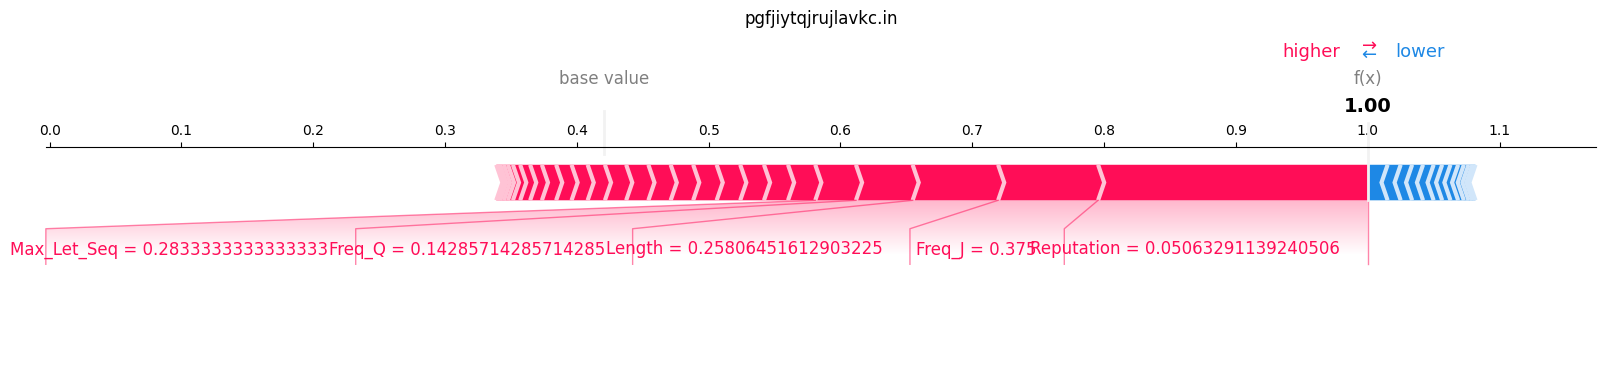 pgfjiytqjrujlavkc.in
higher ⇄ lower
base value f(x)
1.00
0.0 0.1 0.2 0.3 0.4 0.5 0.6 0.7 0.8 0.9 1.0 1.1
Max_Let_Seq = 0.2833333333333333 Freq_Q = 0.14285714285714285 Length = 0.25806451612903225 Freq_J = 0.375 Reputation = 0.05063291139240506